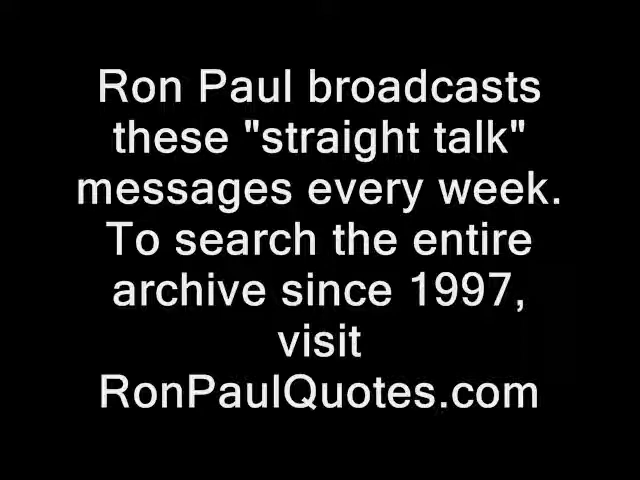 Ron Paul broadcasts
these "straight talk"
messages every week.
To search the entire
archive since 1997,
visit
RonPaulQuotes.com